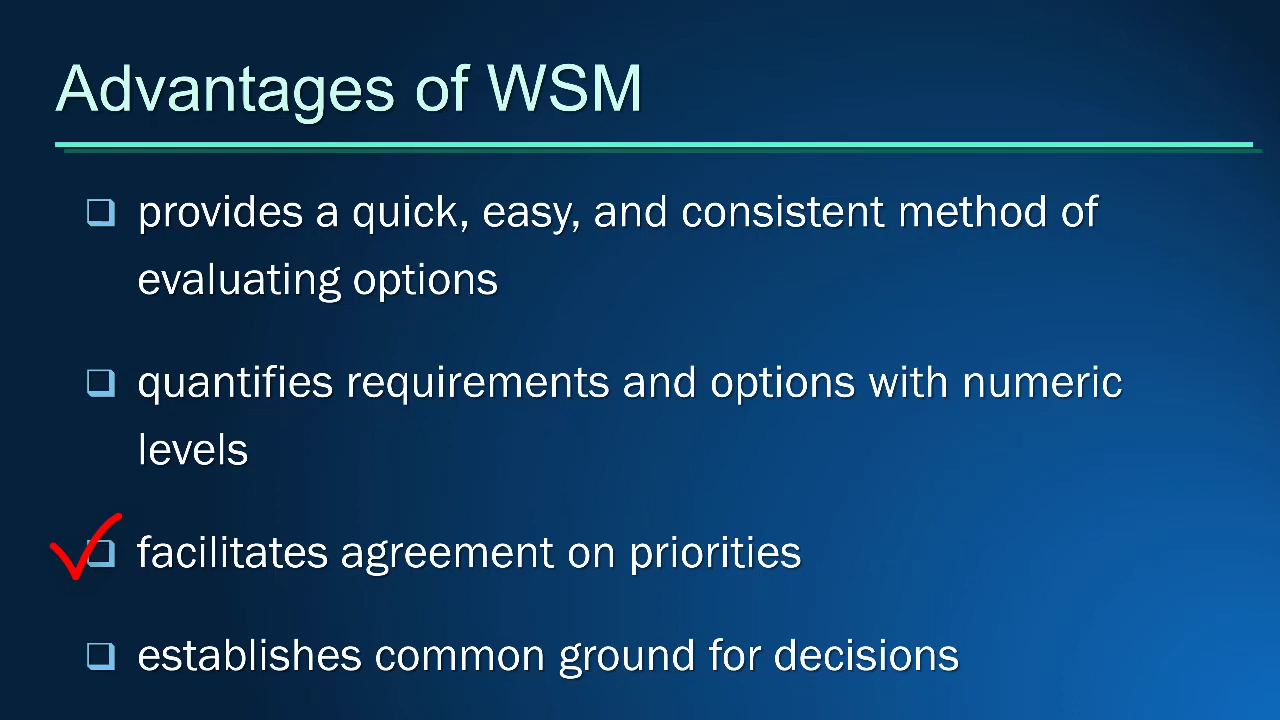 Advantages of WSM
provides a quick, easy, and consistent method of
evaluating options
quantifies requirements and options with numeric
levels
facilitates agreement on priorities
establishes common ground for decisions